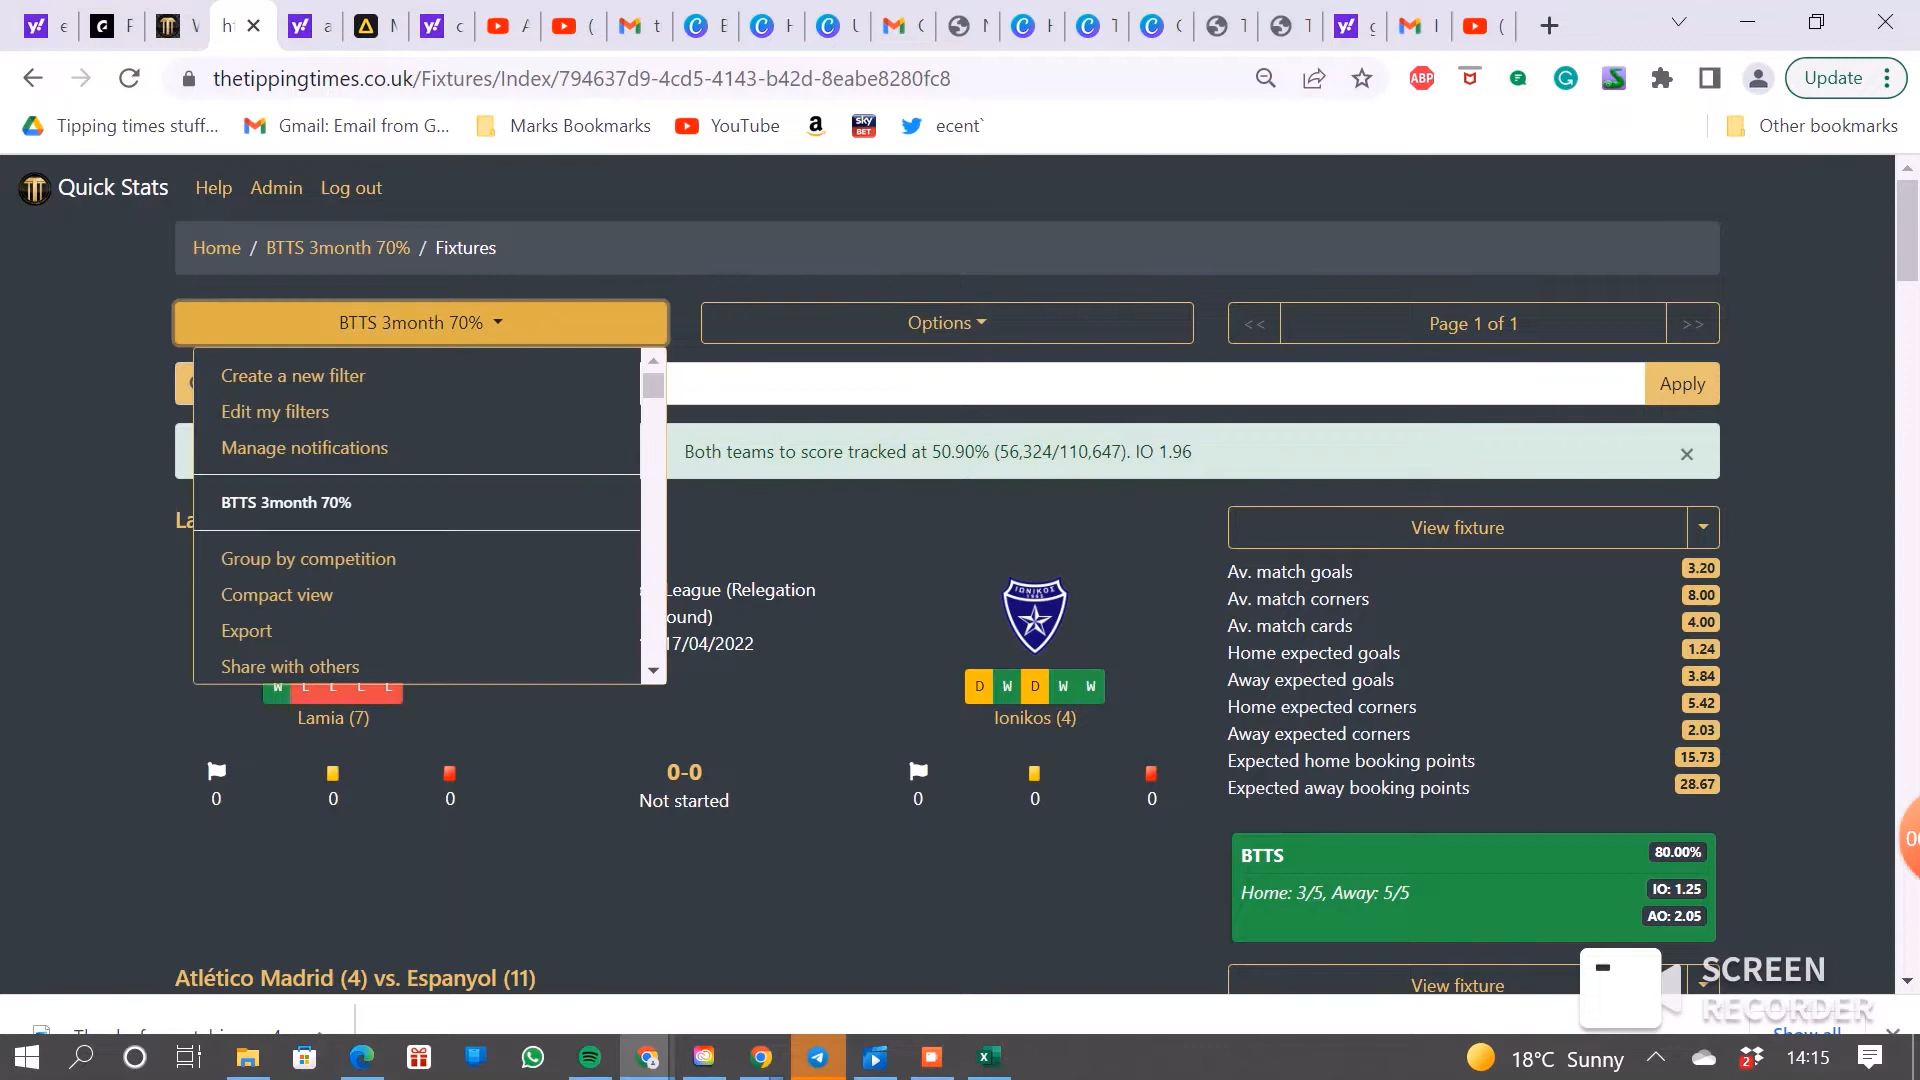 thetippingtimes.co.uk/Fixtures/Index/794637d9-4cd5-4143-b42d-8eabe8280fc8
Update
Tipping times stuff...
Gmail: Email from G...
Marks Bookmarks
YouTube
ecent`
Other bookmarks
Quick Stats
Help
Admin
Log out
Home / BTTS 3month 70% / Fixtures
BTTS 3month 70%
Options
<<
Page 1 of 1
>>
Create a new filter
Edit my filters
Manage notifications
BTTS 3month 70%
Group by competition
Compact view
Export
Share with others
Apply
Both teams to score tracked at 50.90% (56,324/110,647). IO 1.96
×
League (Relegation
17/04/2022
ΙΩΝΙΚΟΣ
D W D W W
Lamia (7)
Ionikos (4)
0 0 0
0-0
Not started
0 0 0
View fixture
Av. match goals 3.20
Av. match corners 8.00
Av. match cards 4.00
Home expected goals 1.24
Away expected goals 3.84
Home expected corners 5.42
Away expected corners 2.03
Expected home booking points 15.73
Expected away booking points 28.67
BTTS 80.00%
Home: 3/5, Away: 5/5 IO: 1.25
AO: 2.05
Atlético Madrid (4) vs. Espanyol (11)
View fixture
SCREEN
RECORDER
Show all
18°C Sunny
14:15